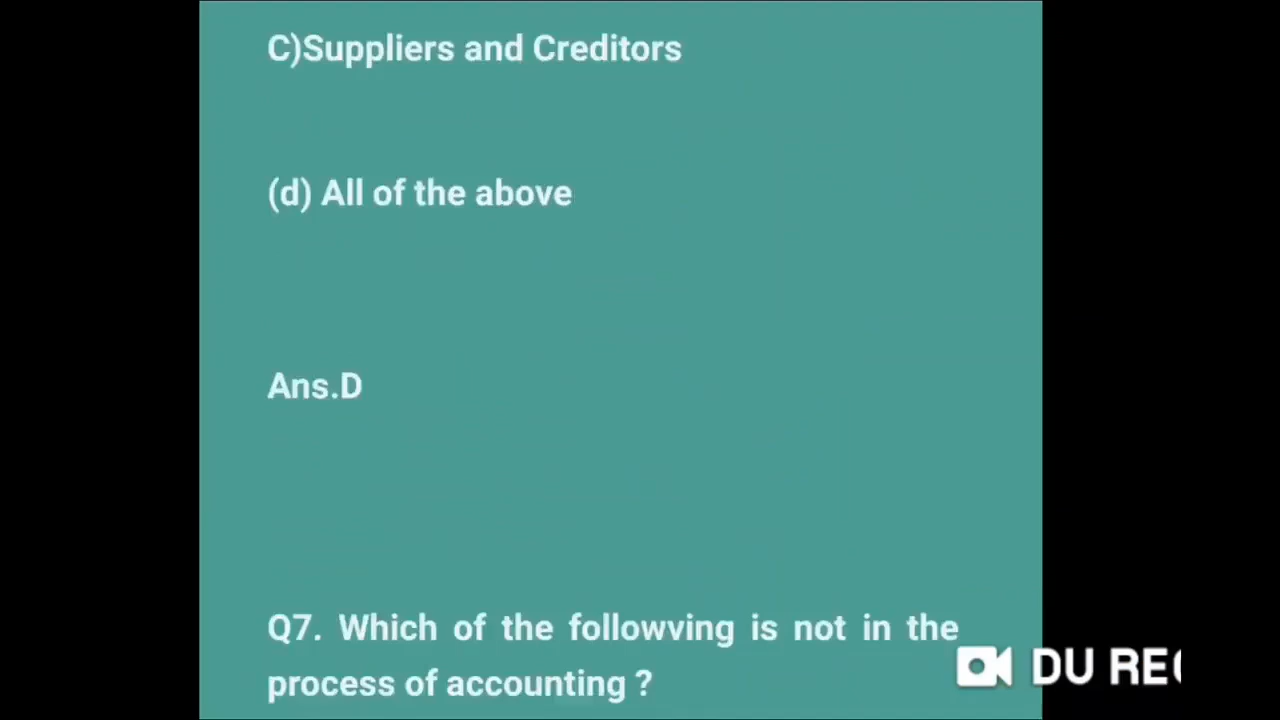 C)Suppliers and Creditors
(d) All of the above
Ans.D
Q7. Which of the followving is not in the
process of accounting ?
DU REC